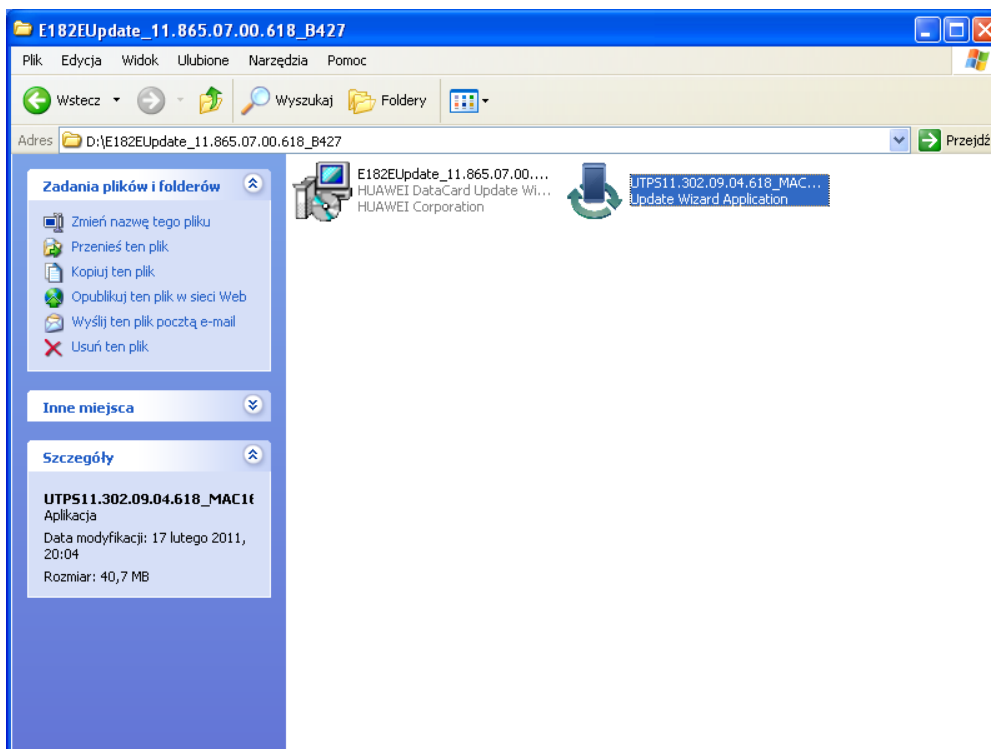 E182EUpdate_11.865.07.00.618_B427
Plik Edycja Widok Ulubione Narzędzia Pomoc
Wstecz Wyszukaj Foldery
Adres D:\E182EUpdate_11.865.07.00.618_B427 Przejdź
Zadania plików i folderów
Zmień nazwę tego pliku
Przenieś ten plik
Kopiuj ten plik
Opublikuj ten plik w sieci Web
Wyślij ten plik pocztą e-mail
Usuń ten plik
Inne miejsca
Szczegóły
UTPS11.302.09.04.618_MAC16
Aplikacja
Data modyfikacji: 17 lutego 2011,
20:04
Rozmiar: 40,7 MB
E182EUpdate_11.865.07.00....
HUAWEI DataCard Update Wi...
HUAWEI Corporation
UTPS11.302.09.04.618_MAC...
Update Wizard Application